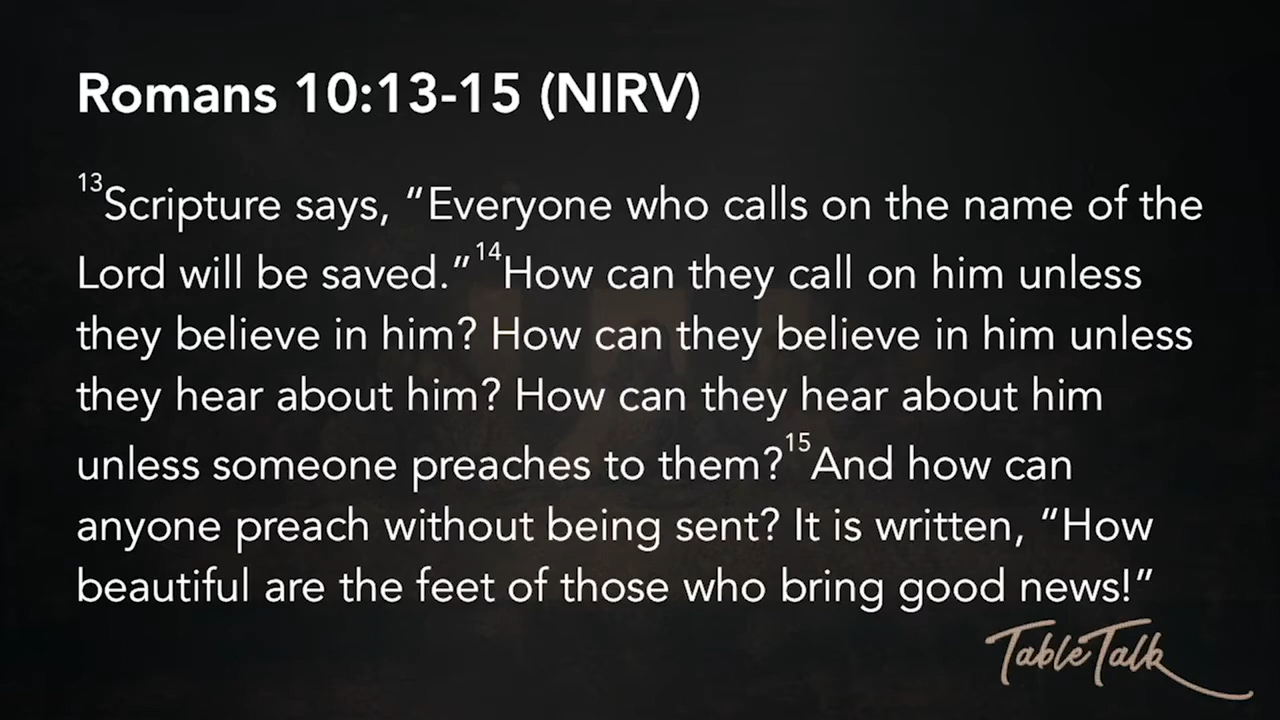 Romans 10:13-15 (NIRV)
13Scripture says, “Everyone who calls on the name of the
Lord will be saved.” 14How can they call on him unless
they believe in him? How can they believe in him unless
they hear about him? How can they hear about him
unless someone preaches to them? 15And how can
anyone preach without being sent? It is written, “How
beautiful are the feet of those who bring good news!”
TableTalk